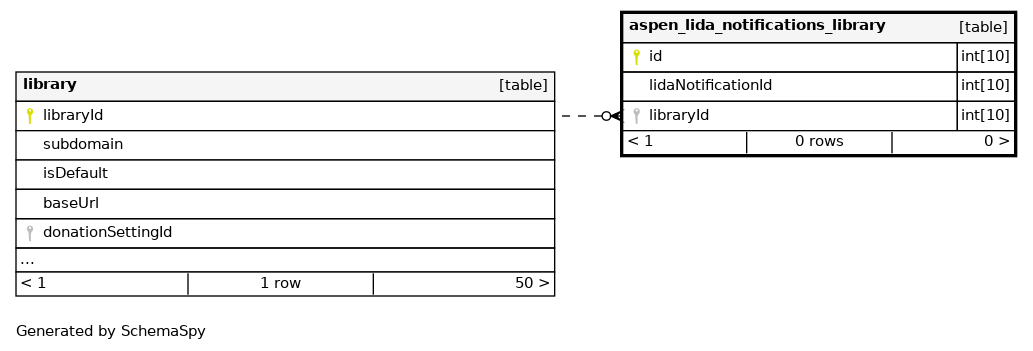 aspen_lida_notifications_library [table]
id int[10]
lidaNotificationId int[10]
libraryId int[10]
< 1 0 rows 0 >
library [table]
libraryId
subdomain
isDefault
baseUrl
donationSettingId
...
< 1 1 row 50 >
Generated by SchemaSpy